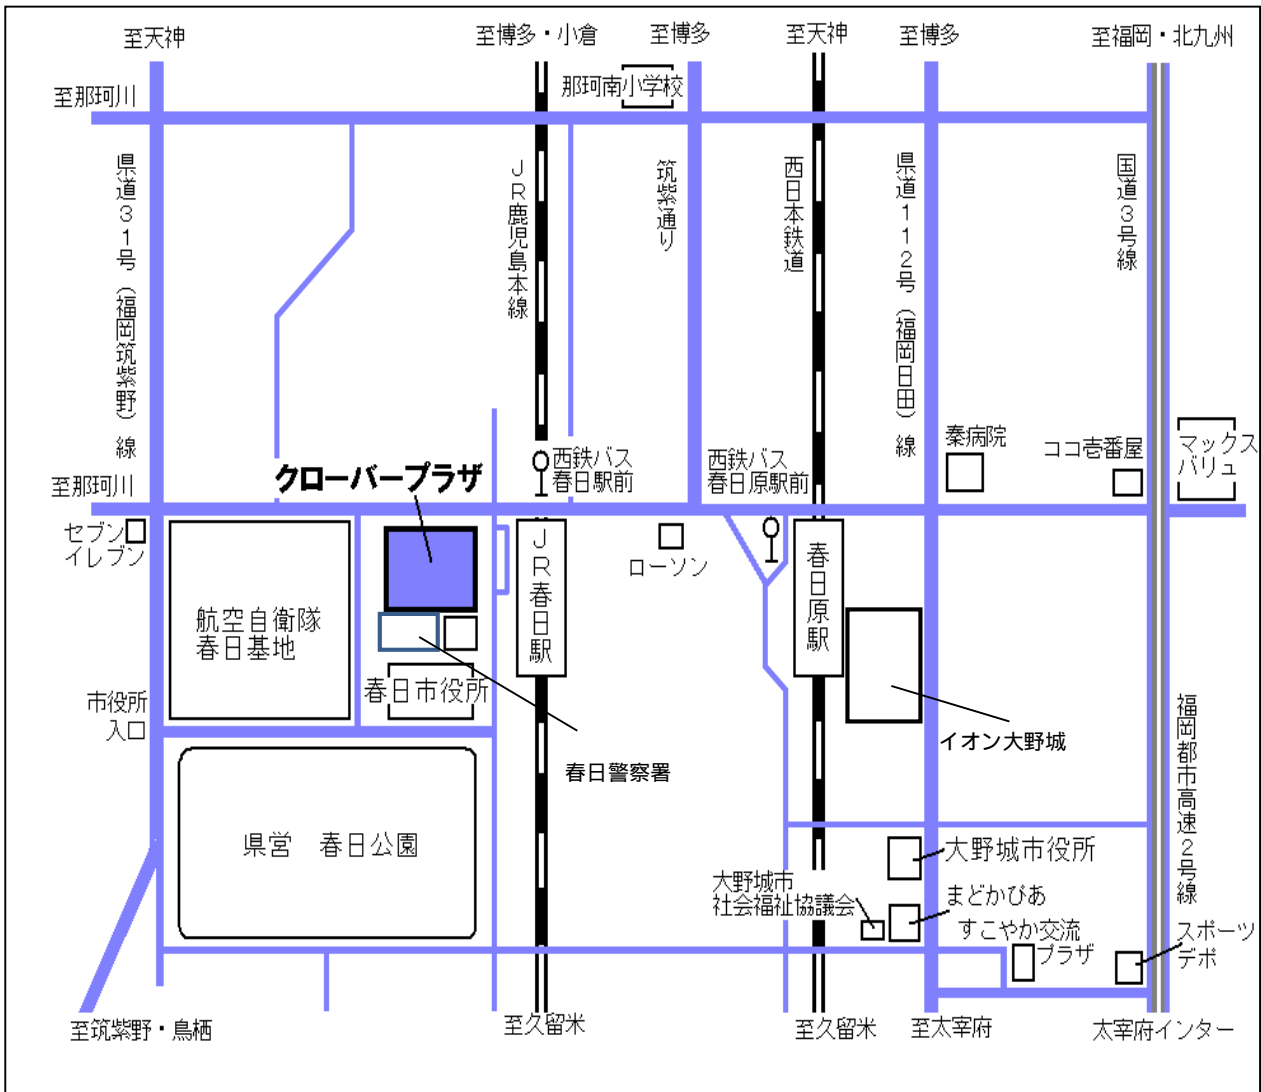 至天神
至博多・小倉
至博多
至天神
至博多
至福岡・北九州
那珂南小学校
至那珂川
県道31号（福岡筑紫野）線
JR鹿児島本線
筑紫通り
西日本鉄道
県道112号（福岡日田）線
国道3号線
秦病院
ココ壱番屋
マックス
バリュ
西鉄バス
春日駅前
西鉄バス
春日原駅前
クローバープラザ
至那珂川
セブン
イレブン
ローソン
JR春日駅
春日原駅
航空自衛隊
春日基地
春日市役所
市役所
入口
イオン大野城
春日警察署
福岡都市高速2号線
県営　春日公園
大野城市役所
大野城市
社会福祉協議会
まどかぴあ
すこやか交流
プラザ
スポーツ
デポ
至筑紫野・鳥栖
至久留米
至久留米
至太宰府
太宰府インター